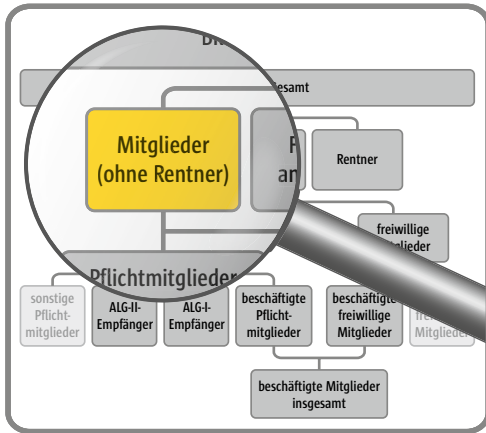 esamt
Mitglieder
(ohne Rentner)
Rentner
freiwillige
Pflichtmitglieder
sonstige
Pflicht-
mitglieder
ALG-II-
Empfänger
ALG-I-
Empfänger
beschäftigte
Pflicht-
mitglieder
beschäftigte
freiwillige
Mitglieder
Mitglieder
beschäftigte Mitglieder
insgesamt